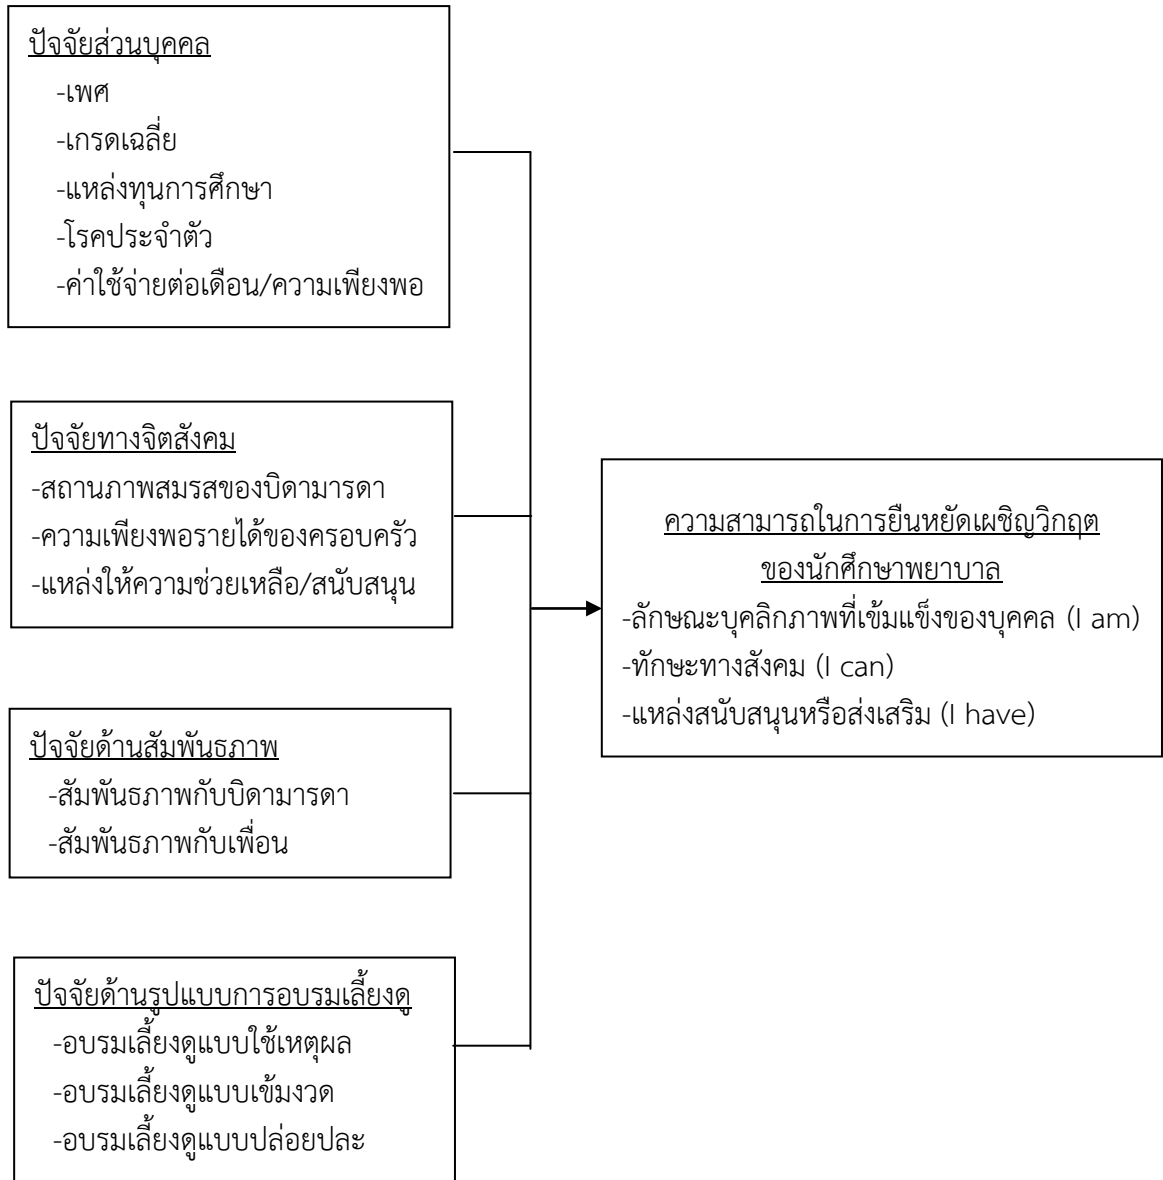 ปัจจัยส่วนบุคคล
-เพศ
-เกรดเฉลี่ย
-แหล่งทุนการศึกษา
-โรคประจำตัว
-ค่าใช้จ่ายต่อเดือน/ความเพียงพอ
ปัจจัยทางจิตสังคม
-สถานภาพสมรสของบิดามารดา
-ความเพียงพอรายได้ของครอบครัว
-แหล่งให้ความช่วยเหลือ/สนับสนุน
ปัจจัยด้านสัมพันธภาพ
-สัมพันธภาพกับบิดามารดา
-สัมพันธภาพกับเพื่อน
ปัจจัยด้านรูปแบบการอบรมเลี้ยงดู
-อบรมเลี้ยงดูแบบใช้เหตุผล
-อบรมเลี้ยงดูแบบเข้มงวด
-อบรมเลี้ยงดูแบบปล่อยปละ
ความสามารถในการยืนหยัดเผชิญวิกฤต
ของนักศึกษาพยาบาล
-ลักษณะบุคลิกภาพที่เข้มแข็งของบุคคล (I am)
-ทักษะทางสังคม (I can)
-แหล่งสนับสนุนหรือส่งเสริม (I have)